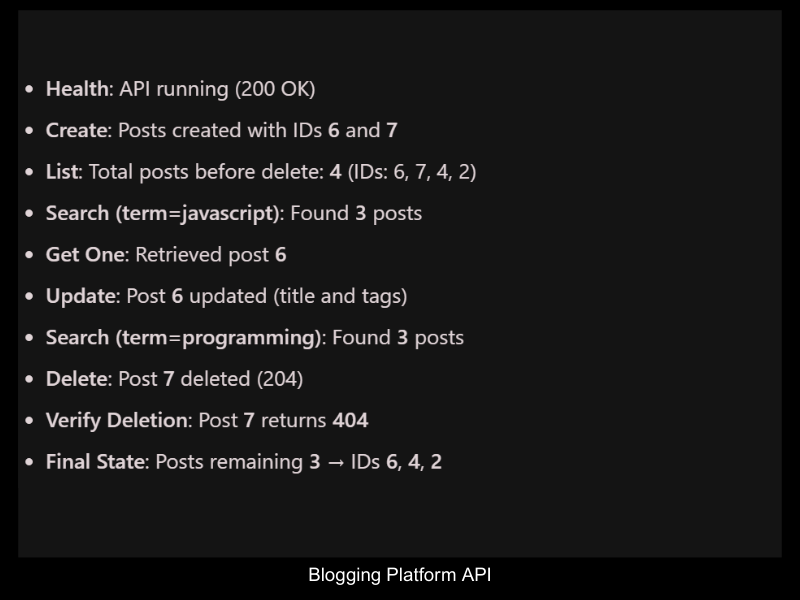 • Health: API running (200 OK)
• Create: Posts created with IDs 6 and 7
• List: Total posts before delete: 4 (IDs: 6, 7, 4, 2)
• Search (term=javascript): Found 3 posts
• Get One: Retrieved post 6
• Update: Post 6 updated (title and tags)
• Search (term=programming): Found 3 posts
• Delete: Post 7 deleted (204)
• Verify Deletion: Post 7 returns 404
• Final State: Posts remaining 3 → IDs 6, 4, 2
Blogging Platform API